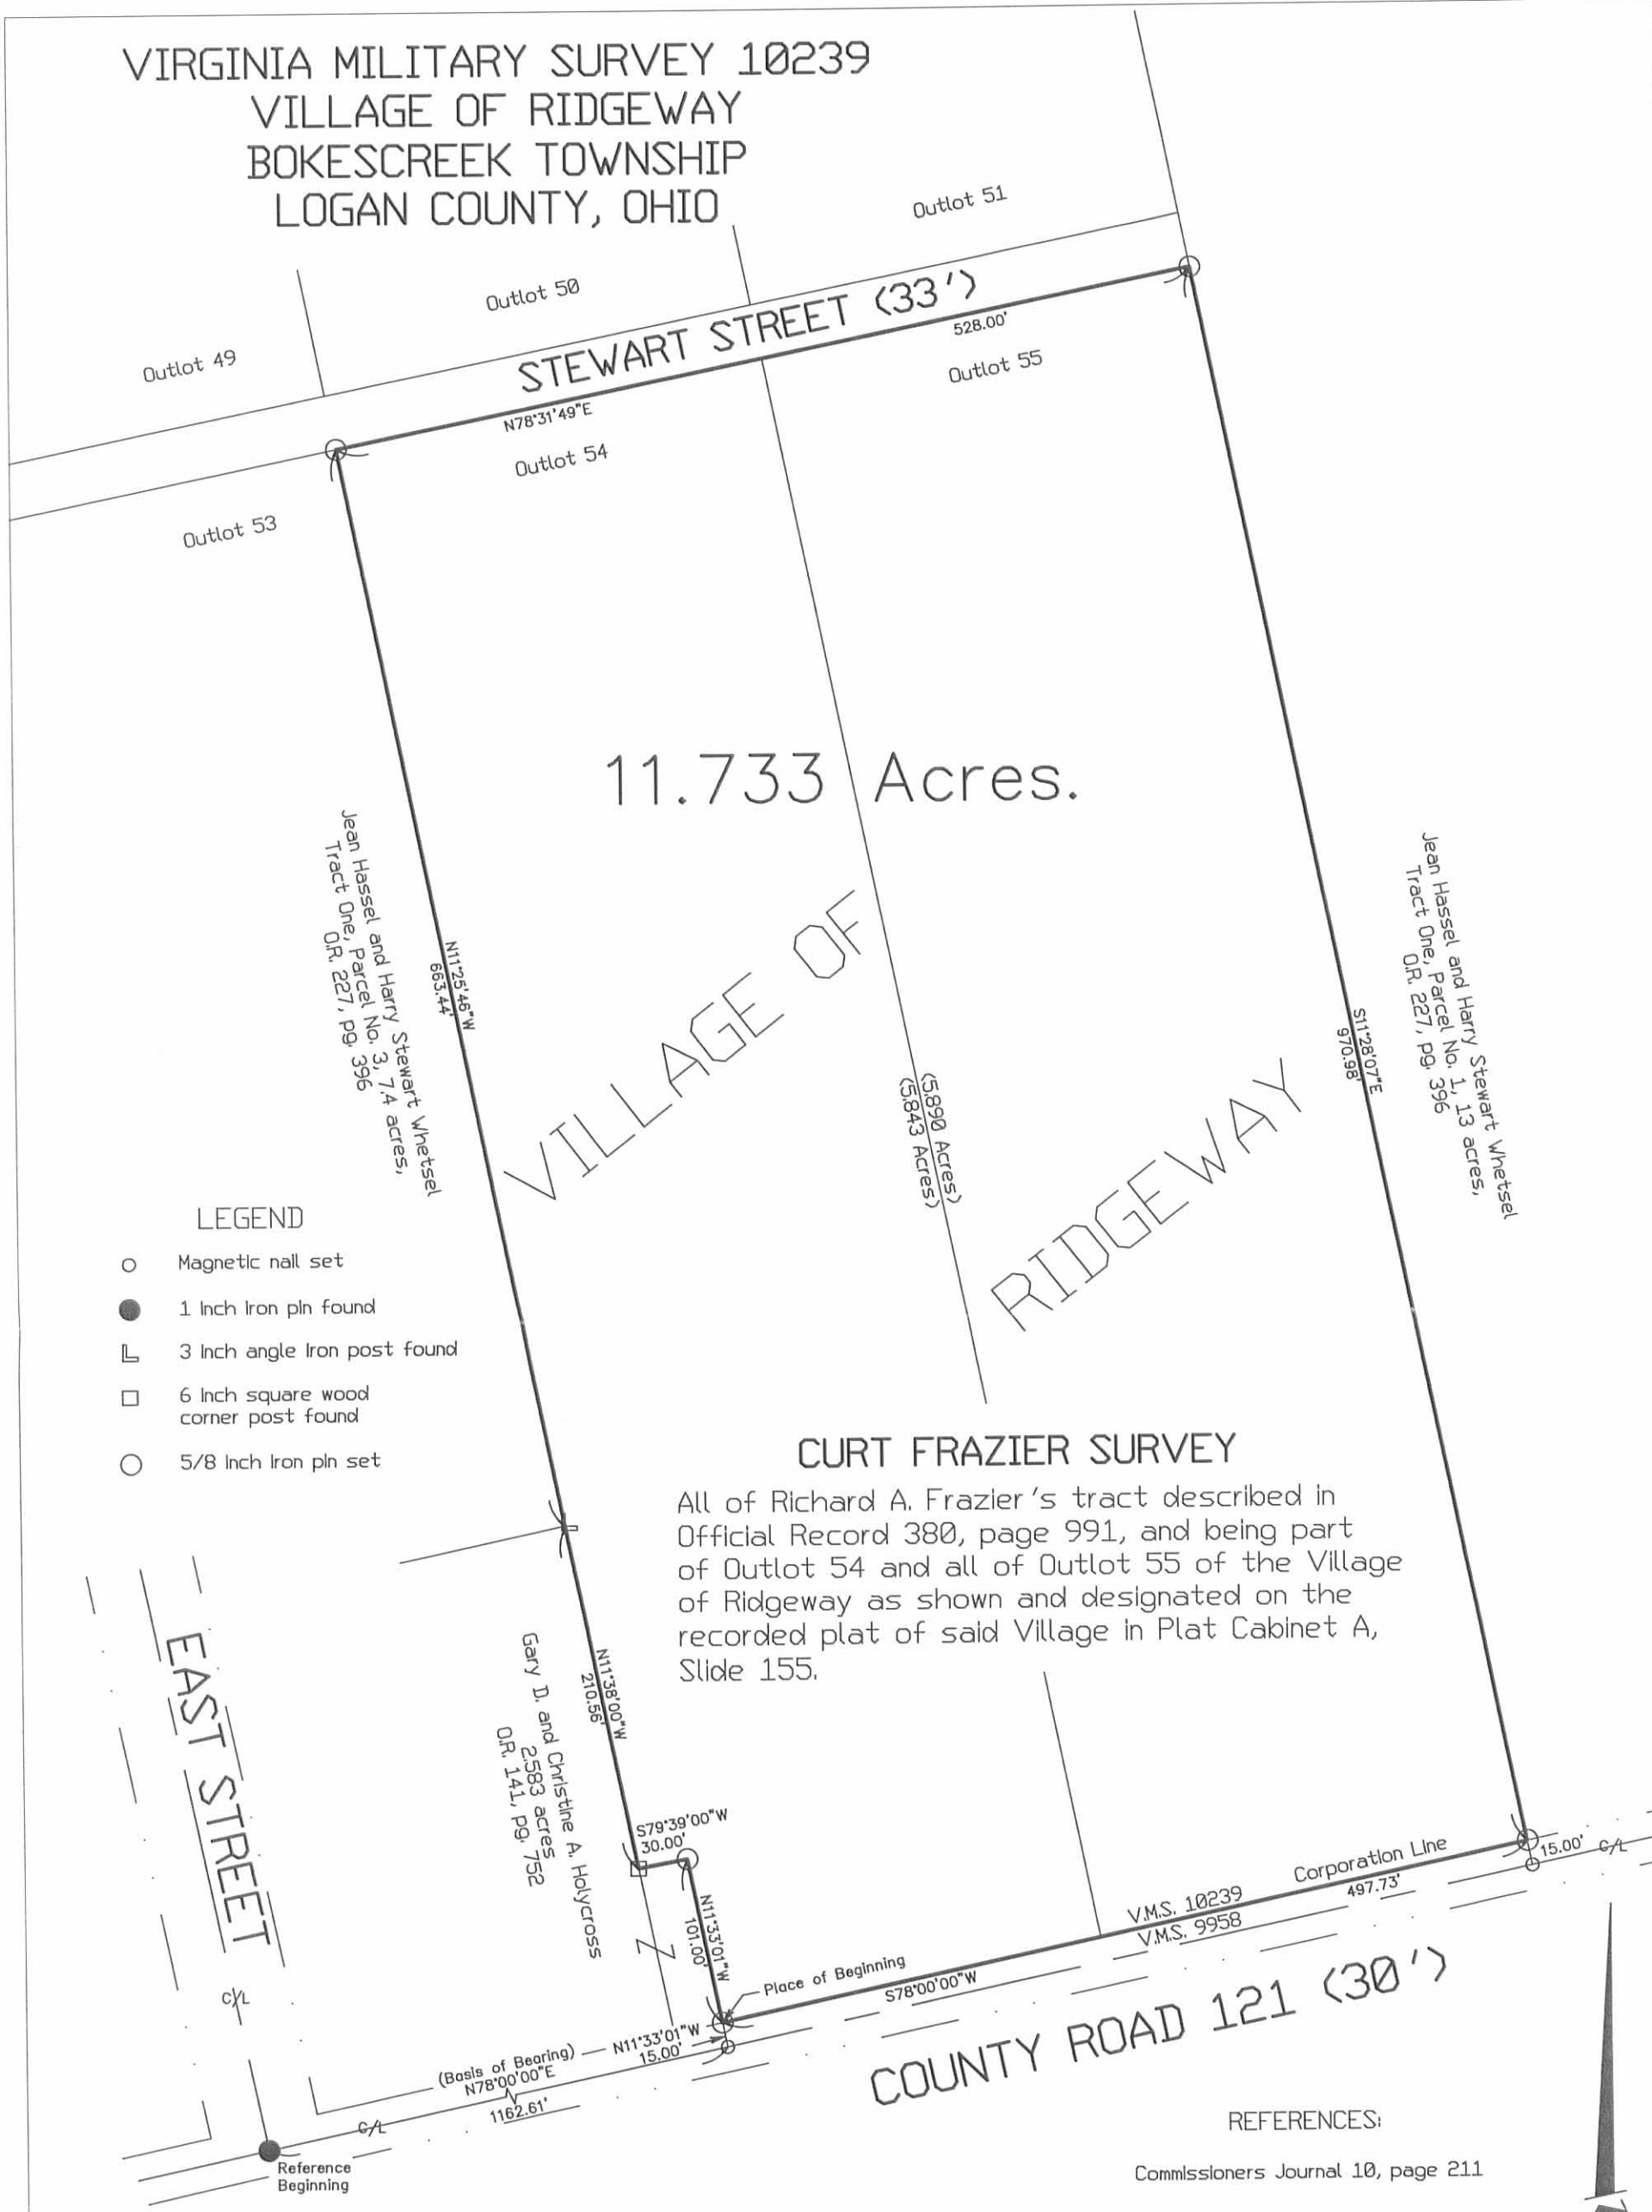 VIRGINIA MILITARY SURVEY 10239
VILLAGE OF RIDGEWAY
BOKESCREEK TOWNSHIP
LOGAN COUNTY, OHIO
Outlot 51
Outlot 50
Outlot 49
STEWART STREET (33')
528.00'
N78°31'49"E
Outlot 55
Outlot 54
Outlot 53
11.733 Acres.
Jean Hassel and Harry Stewart Whetsel
Tract One, Parcel No. 3, 7.4 acres,
O.R. 227, pg. 396
N11°25'46"W
663.44'
VILLAGE OF
RIDGEWAY
(5.890 Acres)
(5.843 Acres)
S11°28'07"E
970.98'
Jean Hassel and Harry Stewart Whetsel
Tract One, Parcel No. 1, 13 acres,
O.R. 227, pg. 396
LEGEND
Magnetic nail set
1 Inch Iron pin found
3 Inch angle Iron post found
6 Inch square wood
corner post found
5/8 Inch Iron pin set
CURT FRAZIER SURVEY
All of Richard A. Frazier's tract described in
Official Record 380, page 991, and being part
of Outlot 54 and all of Outlot 55 of the Village
of Ridgeway as shown and designated on the
recorded plat of said Village in Plat Cabinet A,
Slide 155.
EAST STREET
C/L
Gary D. and Christine A. Holycross
2.583 acres
O.R. 141, pg. 752
N11°38'00"W
210.56'
S79°39'00"W
30.00'
N11°33'01"W
101.00'
Place of Beginning
S78°00'00"W
V.M.S. 10239
V.M.S. 9958
Corporation Line
497.73'
15.00'
C/L
COUNTY ROAD 121 (30')
N11°33'01"W
15.00'
(Basis of Bearing)
N78°00'00"E
1162.61'
C/L
Reference
Beginning
REFERENCES:
Commissioners Journal 10, page 211